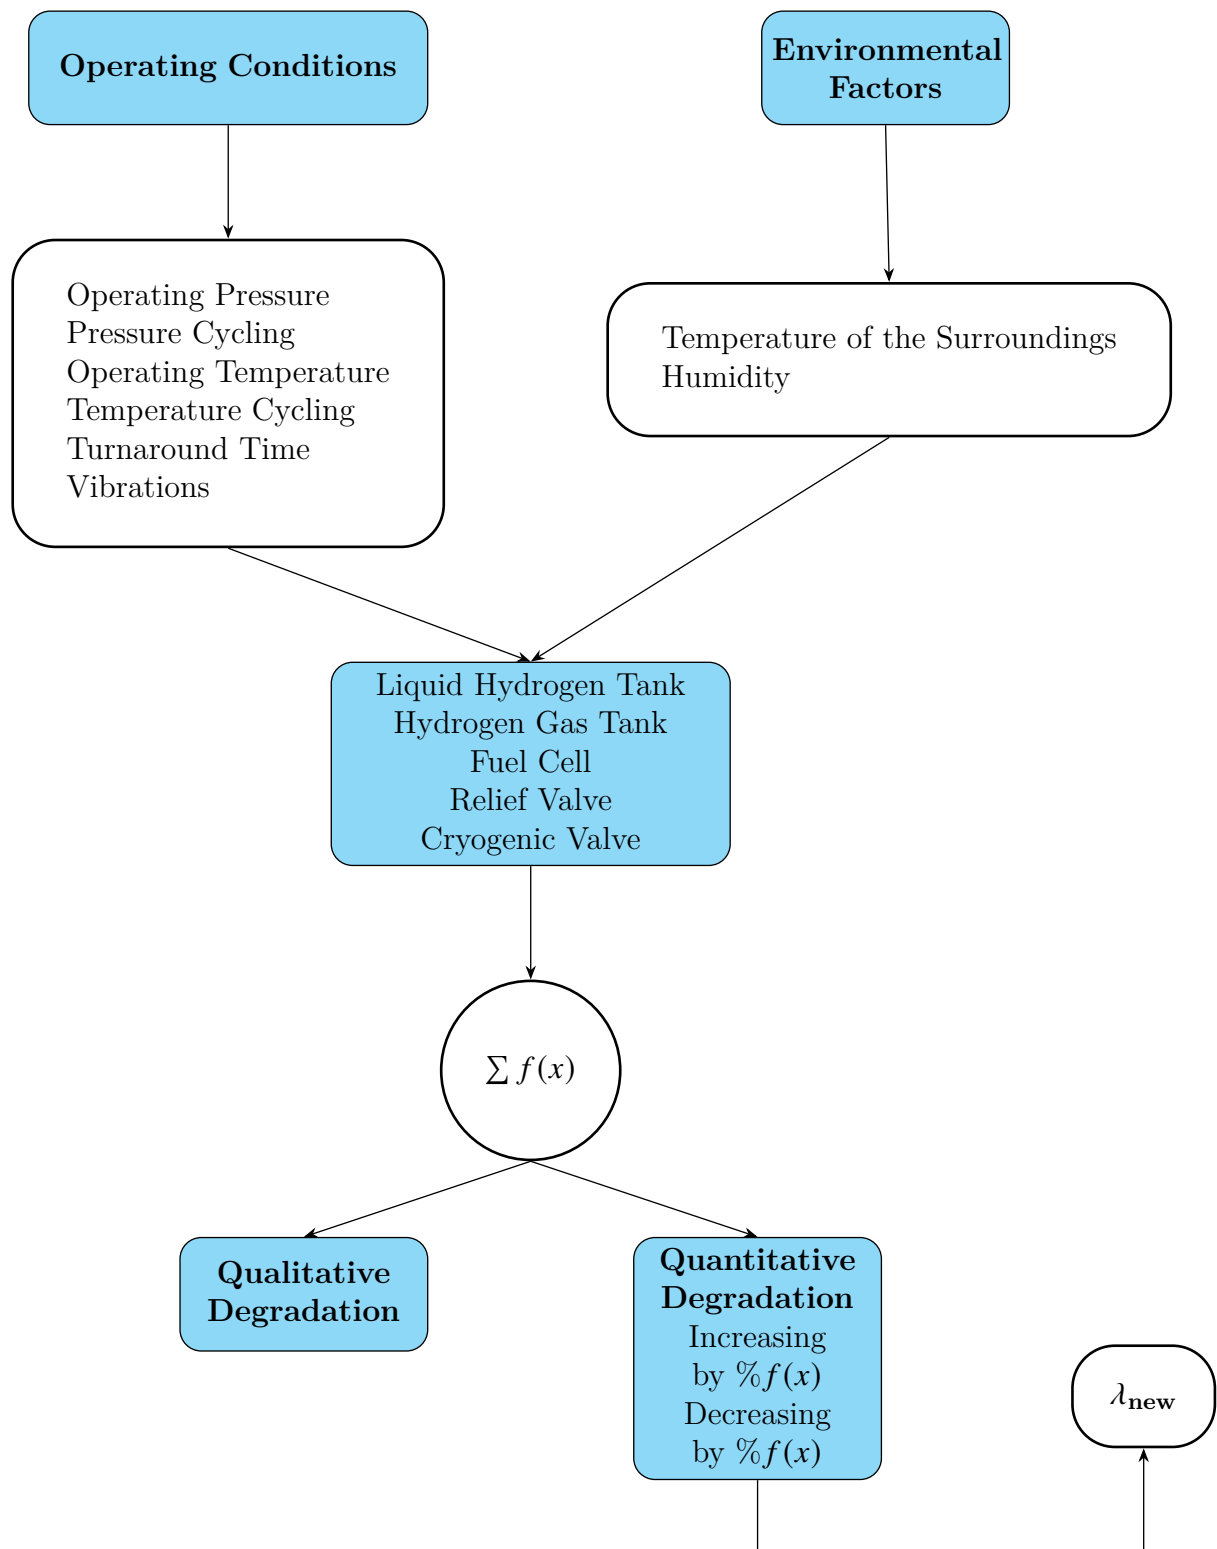 Operating Conditions
Environmental
Factors
Operating Pressure
Pressure Cycling
Operating Temperature
Temperature Cycling
Turnaround Time
Vibrations
Temperature of the Surroundings
Humidity
Liquid Hydrogen Tank
Hydrogen Gas Tank
Fuel Cell
Relief Valve
Cryogenic Valve
∑ f(x)
Qualitative
Degradation
Quantitative
Degradation
Increasing
by %f(x)
Decreasing
by %f(x)
λnew